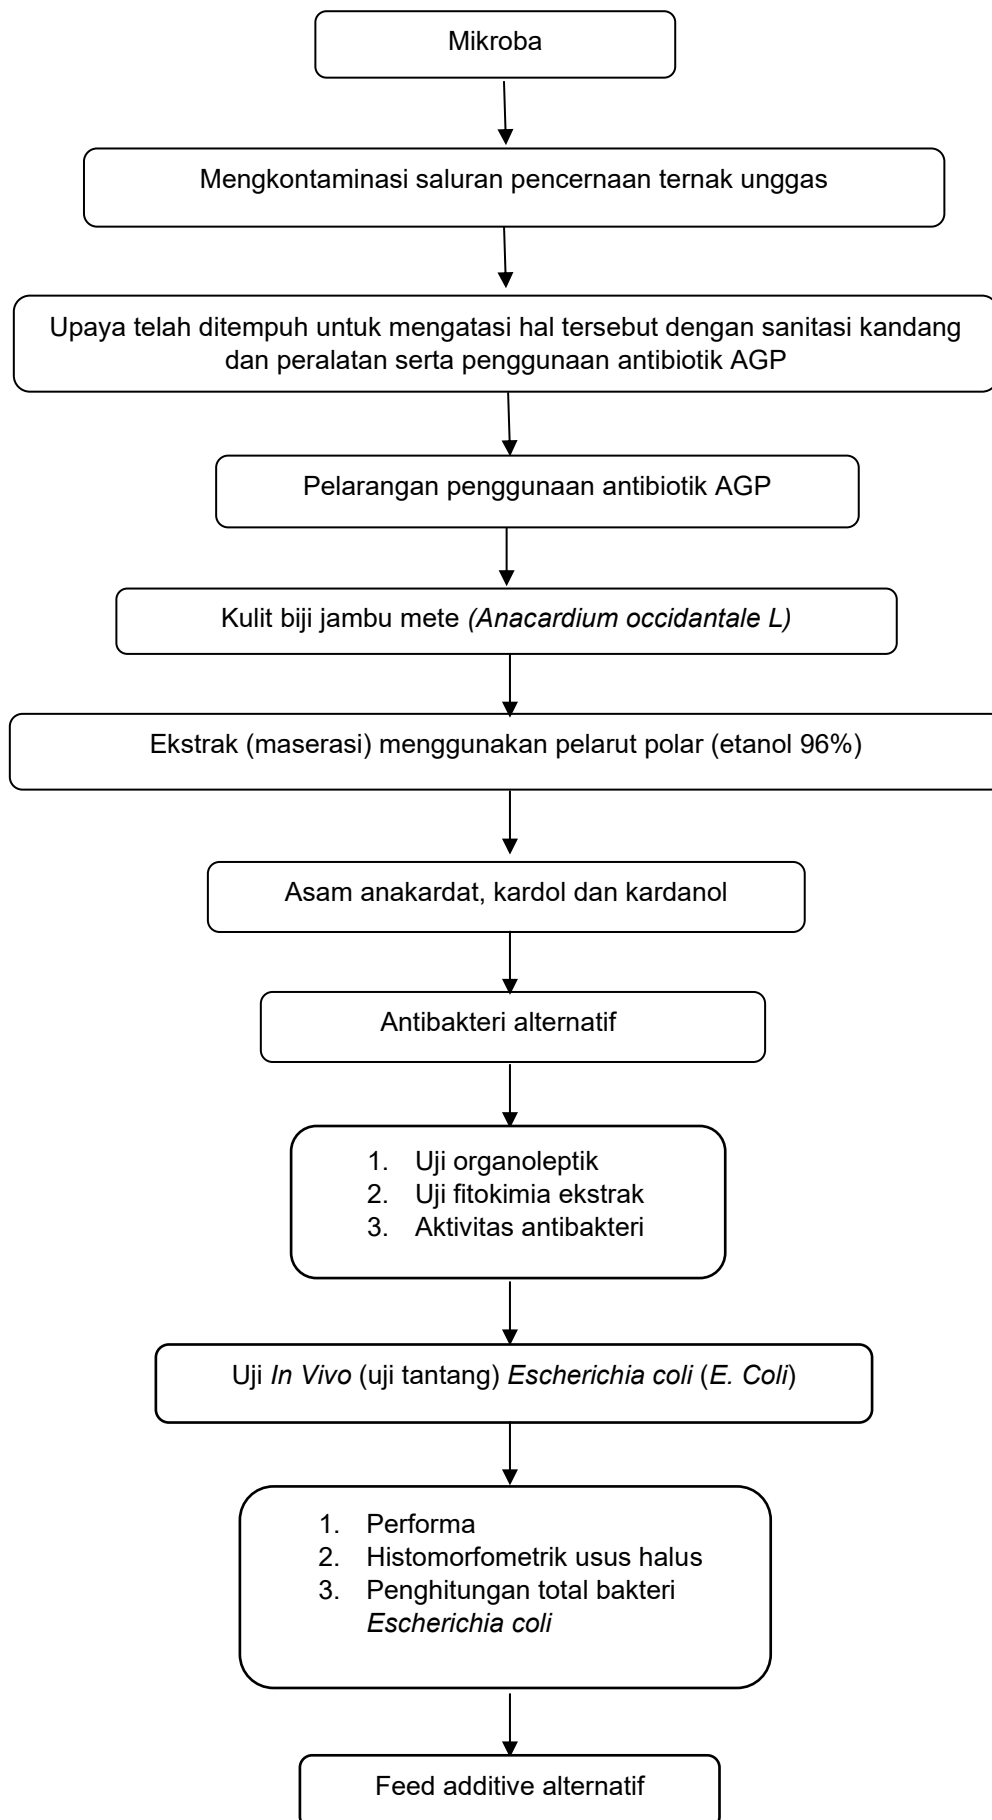 Mikroba
Mengkontaminasi saluran pencernaan ternak unggas
Upaya telah ditempuh untuk mengatasi hal tersebut dengan sanitasi kandang
dan peralatan serta penggunaan antibiotik AGP
Pelarangan penggunaan antibiotik AGP
Kulit biji jambu mete (Anacardium occidantale L)
Ekstrak (maserasi) menggunakan pelarut polar (etanol 96%)
Asam anakardat, kardol dan kardanol
Antibakteri alternatif
1. Uji organoleptik
2. Uji fitokimia ekstrak
3. Aktivitas antibakteri
Uji In Vivo (uji tantang) Escherichia coli (E. Coli)
1. Performa
2. Histomorfometrik usus halus
3. Penghitungan total bakteri
Escherichia coli
Feed additive alternatif